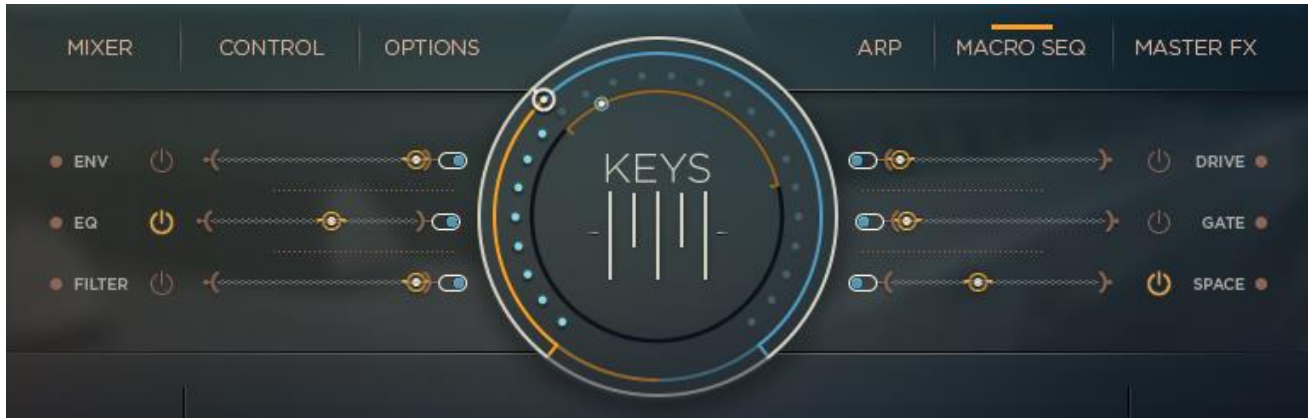 MIXER
CONTROL
OPTIONS
ARP
MACRO SEQ
MASTER FX
ENV
EQ
FILTER
KEYS
DRIVE
GATE
SPACE